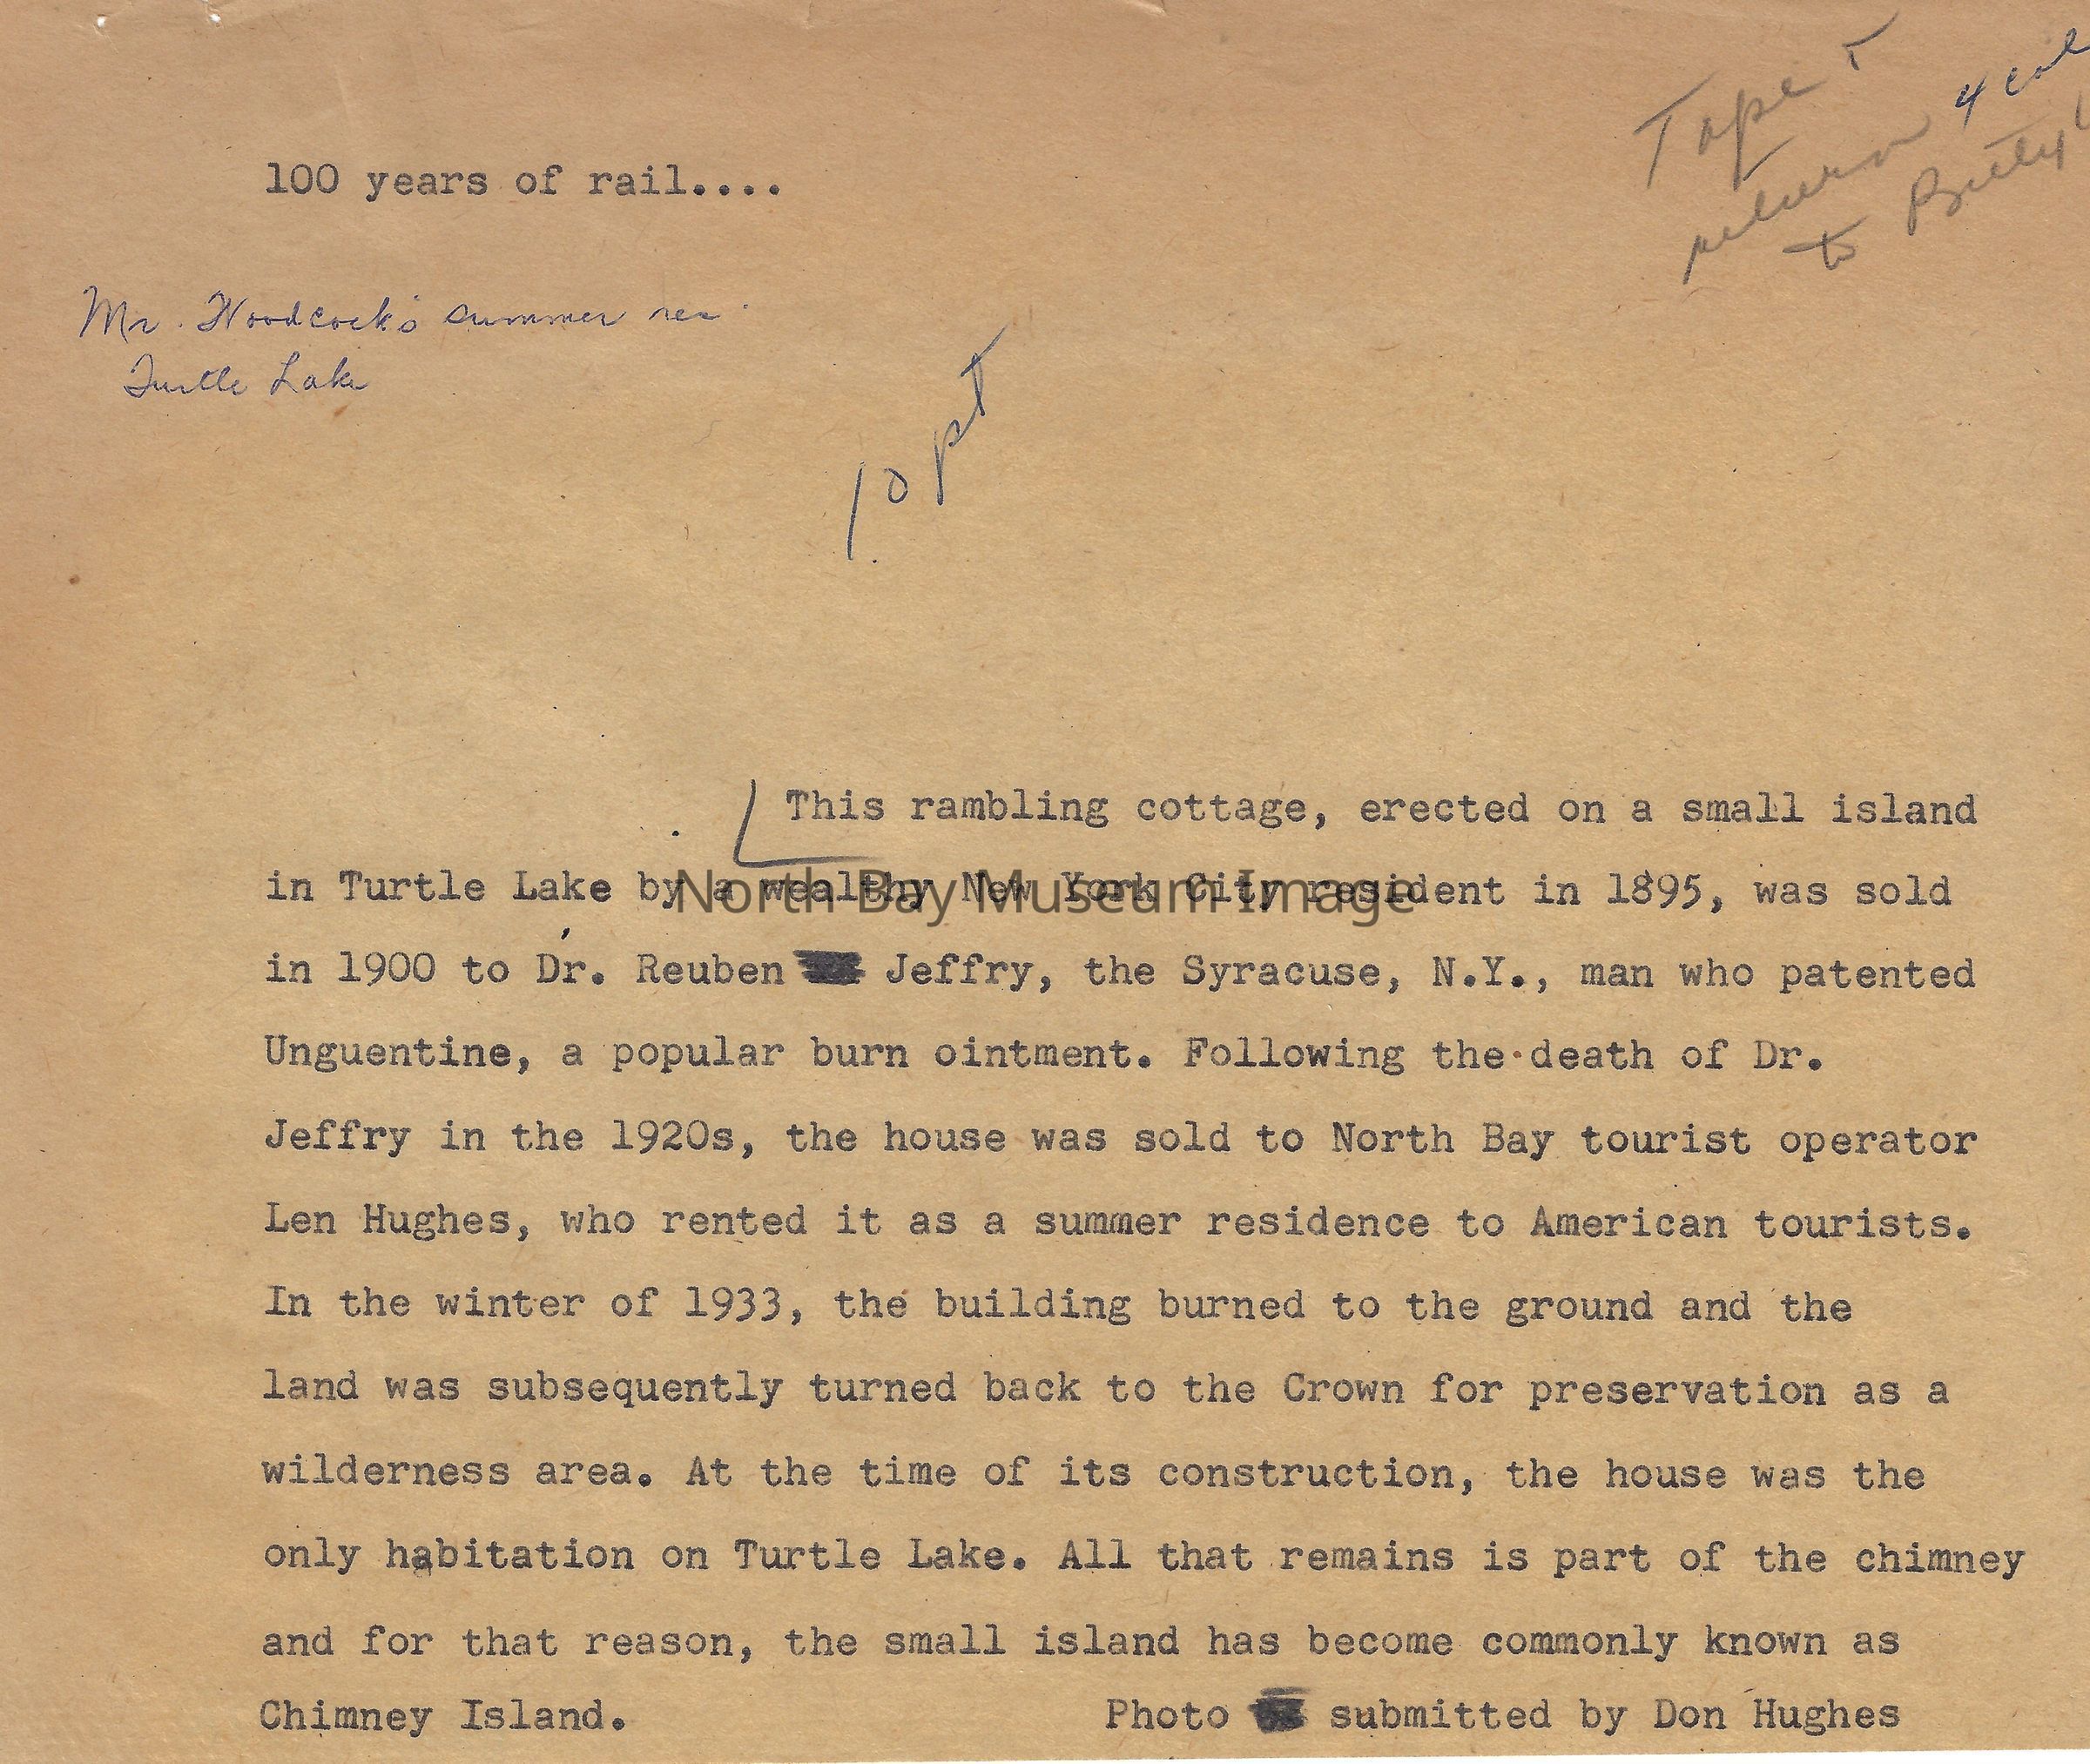 Tape &
return 4 col
to Betty
100 years of rail....
Mr. Woodcock's summer res.
Turtle Lake
10 pt
This rambling cottage, erected on a small island
in Turtle Lake by a wealthy New York City resident in 1895, was sold
North Bay Museum Image
in 1900 to Dr. Reuben Jeffry, the Syracuse, N.Y., man who patented
Unguentine, a popular burn ointment. Following the death of Dr.
Jeffry in the 1920s, the house was sold to North Bay tourist operator
Len Hughes, who rented it as a summer residence to American tourists.
In the winter of 1933, the building burned to the ground and the
land was subsequently turned back to the Crown for preservation as a
wilderness area. At the time of its construction, the house was the
only habitation on Turtle Lake. All that remains is part of the chimney
and for that reason, the small island has become commonly known as
Chimney Island. Photo submitted by Don Hughes